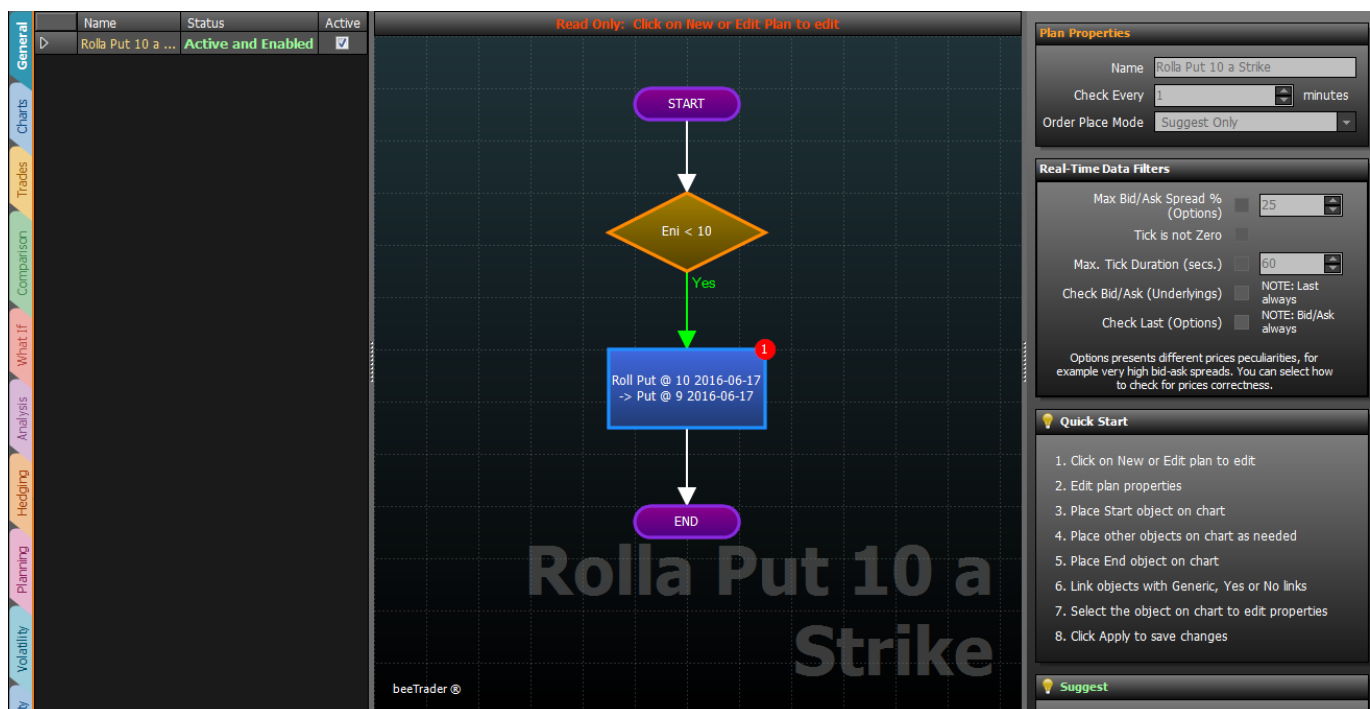 General
Charts
Trades
Comparison
What If
Analysis
Hedging
Planning
Volatility
Name Status Active
Rolla Put 10 a ... Active and Enabled
Read Only: Click on New or Edit Plan to edit
START
Eni < 10
Yes
1
Roll Put @ 10 2016-06-17
-> Put @ 9 2016-06-17
END
Rolla Put 10 a
Strike
beeTrader ®
Plan Properties
Name Rolla Put 10 a Strike
Check Every 1 minutes
Order Place Mode Suggest Only
Real-Time Data Filters
Max Bid/Ask Spread %
(Options)
25
Tick is not Zero
Max. Tick Duration (secs.) 60
Check Bid/Ask (Underlyings)
NOTE: Last
always
Check Last (Options)
NOTE: Bid/Ask
always
Options presents different prices peculiarities, for
example very high bid-ask spreads. You can select how
to check for prices correctness.
Quick Start
1. Click on New or Edit plan to edit
2. Edit plan properties
3. Place Start object on chart
4. Place other objects on chart as needed
5. Place End object on chart
6. Link objects with Generic, Yes or No links
7. Select the object on chart to edit properties
8. Click Apply to save changes
Suggest